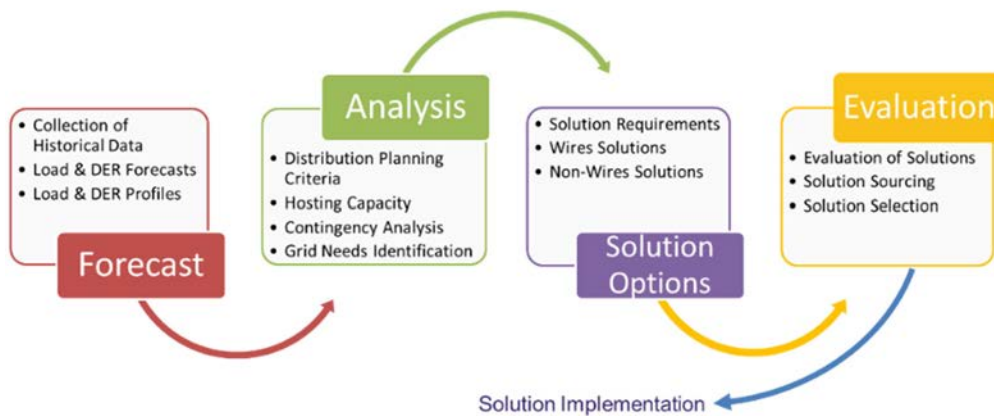 Forecast
• Collection of
Historical Data
• Load & DER Forecasts
• Load & DER Profiles
Analysis
• Distribution Planning
Criteria
• Hosting Capacity
• Contingency Analysis
• Grid Needs Identification
• Solution Requirements
• Wires Solutions
• Non-Wires Solutions
Solution
Options
Evaluation
• Evaluation of Solutions
• Solution Sourcing
• Solution Selection
Solution Implementation